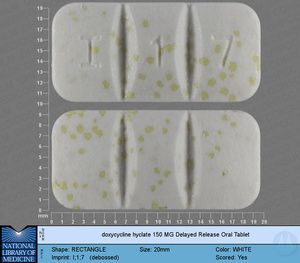 I 1 7
mm
doxycycline hyclate 150 MG Delayed Release Oral Tablet
NATIONAL
LIBRARY OF
MEDICINE
Shape: RECTANGLE Size: 20mm Color: WHITE
Imprint: I;1;7 (debossed) Scored: Yes